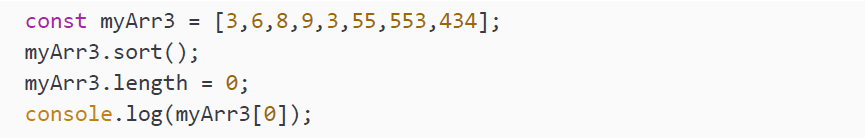 const myArr3 = [3,6,8,9,3,55,553,434];
myArr3.sort();
myArr3.length = 0;
console.log(myArr3[0]);